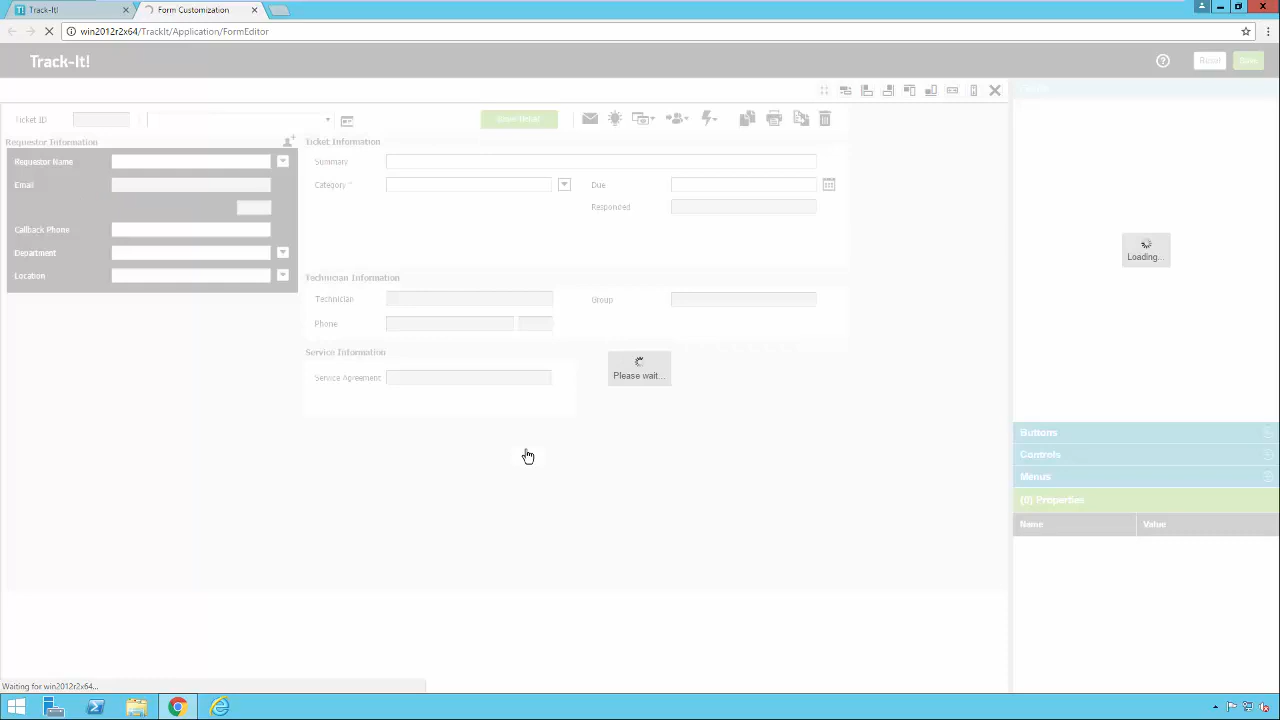 Track-It!
Form Customization
win2012r2x64/TrackIt/Application/FormEditor
Track-It!
Reset
Save
Ticket ID
Requestor Information
Ticket Information
Requestor Name
Summary
Email
Category *
Due
Responded
Callback Phone
Department
Location
Technician Information
Technician
Group
Phone
Service Information
Service Agreement
Please wait...
Loading...
Buttons
Controls
Menus
(0) Properties
Name
Value
Waiting for win2012r2x64...